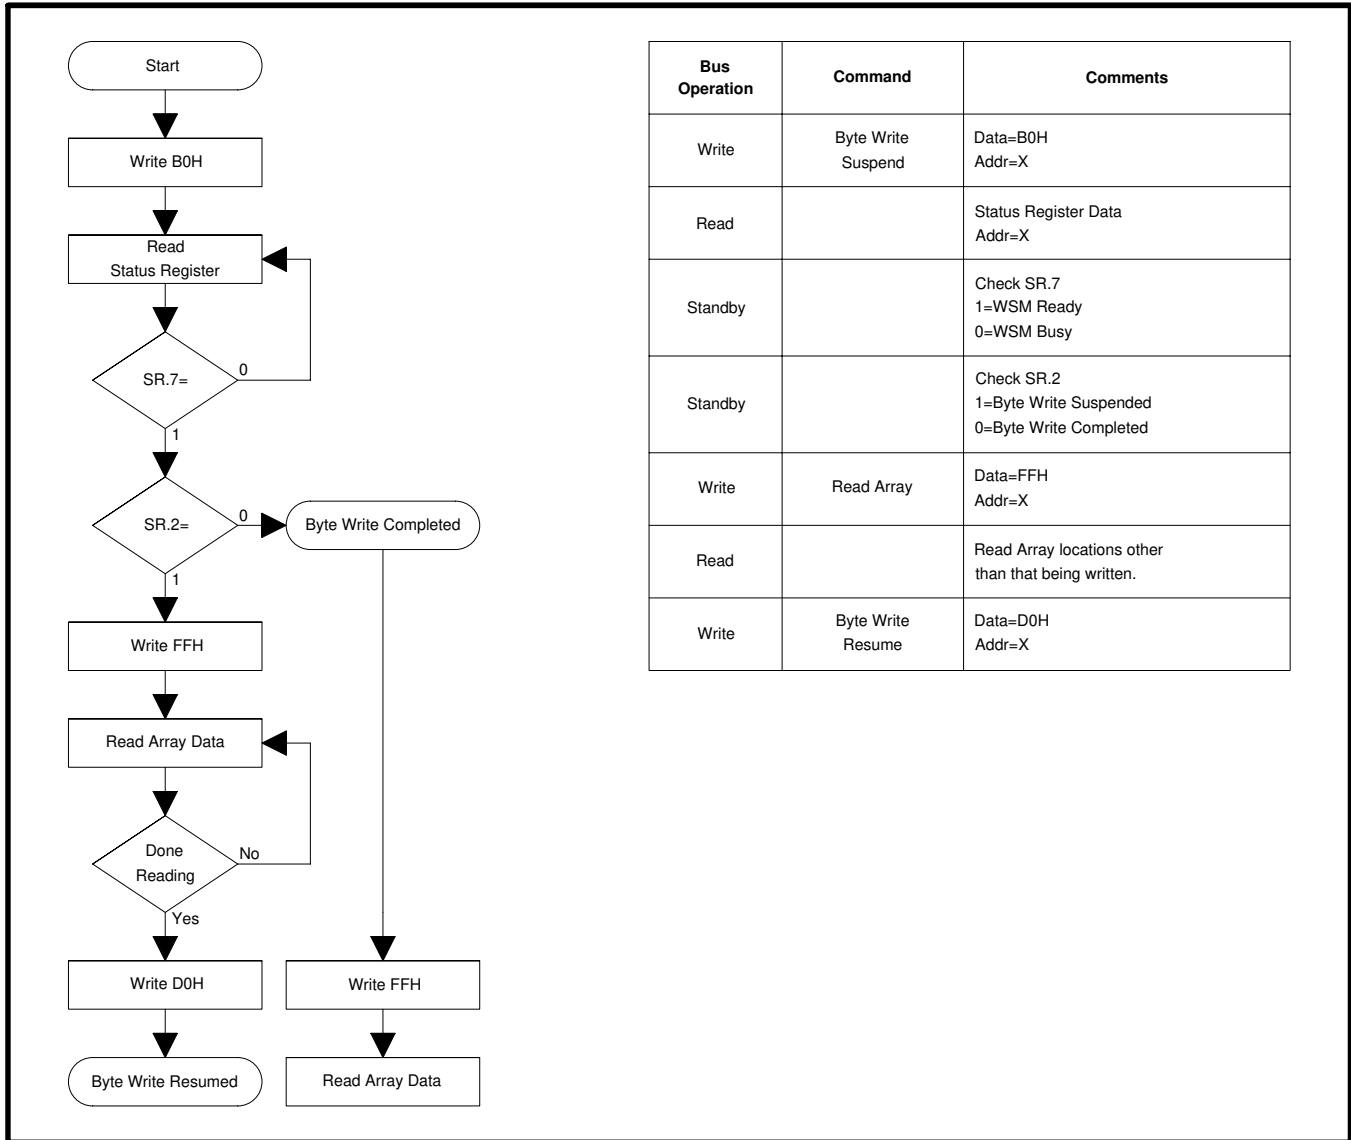 Start
Write B0H
Read
Status Register
SR.7=
0
1
SR.2=
0
Byte Write Completed
1
Write FFH
Read Array Data
Done
Reading
No
Yes
Write D0H
Write FFH
Byte Write Resumed
Read Array Data
Bus
Operation
Command
Comments
Write
Byte Write
Suspend
Data=B0H
Addr=X
Read
Status Register Data
Addr=X
Standby
Check SR.7
1=WSM Ready
0=WSM Busy
Standby
Check SR.2
1=Byte Write Suspended
0=Byte Write Completed
Write
Read Array
Data=FFH
Addr=X
Read
Read Array locations other
than that being written.
Write
Byte Write
Resume
Data=D0H
Addr=X